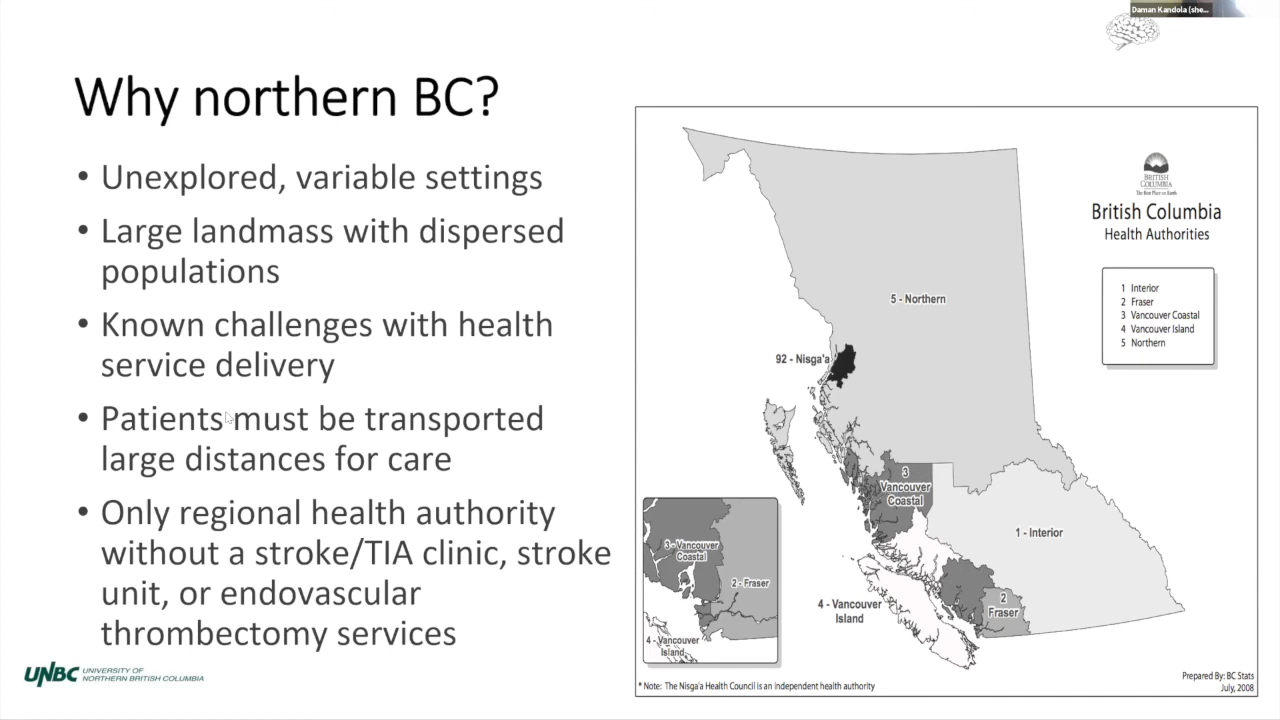 Daman Kandola (she...
Why northern BC?
• Unexplored, variable settings
• Large landmass with dispersed
populations
• Known challenges with health
service delivery
• Patients must be transported
large distances for care
• Only regional health authority
without a stroke/TIA clinic, stroke
unit, or endovascular
thrombectomy services
UNBC UNIVERSITY OF
NORTHERN BRITISH COLUMBIA
BRITISH
COLUMBIA
The Best Place on Earth
British Columbia
Health Authorities
1 Interior
2 Fraser
3 Vancouver Coastal
4 Vancouver Island
5 Northern
5 - Northern
92 - Nisga'a
3
Vancouver
Coastal
1 - Interior
2
Fraser
4 - Vancouver
Island
3 - Vancouver
Coastal
2 - Fraser
4 - Vancouver
Island
* Note: The Nisga'a Health Council is an independent health authority
Prepared By: BC Stats
July, 2008